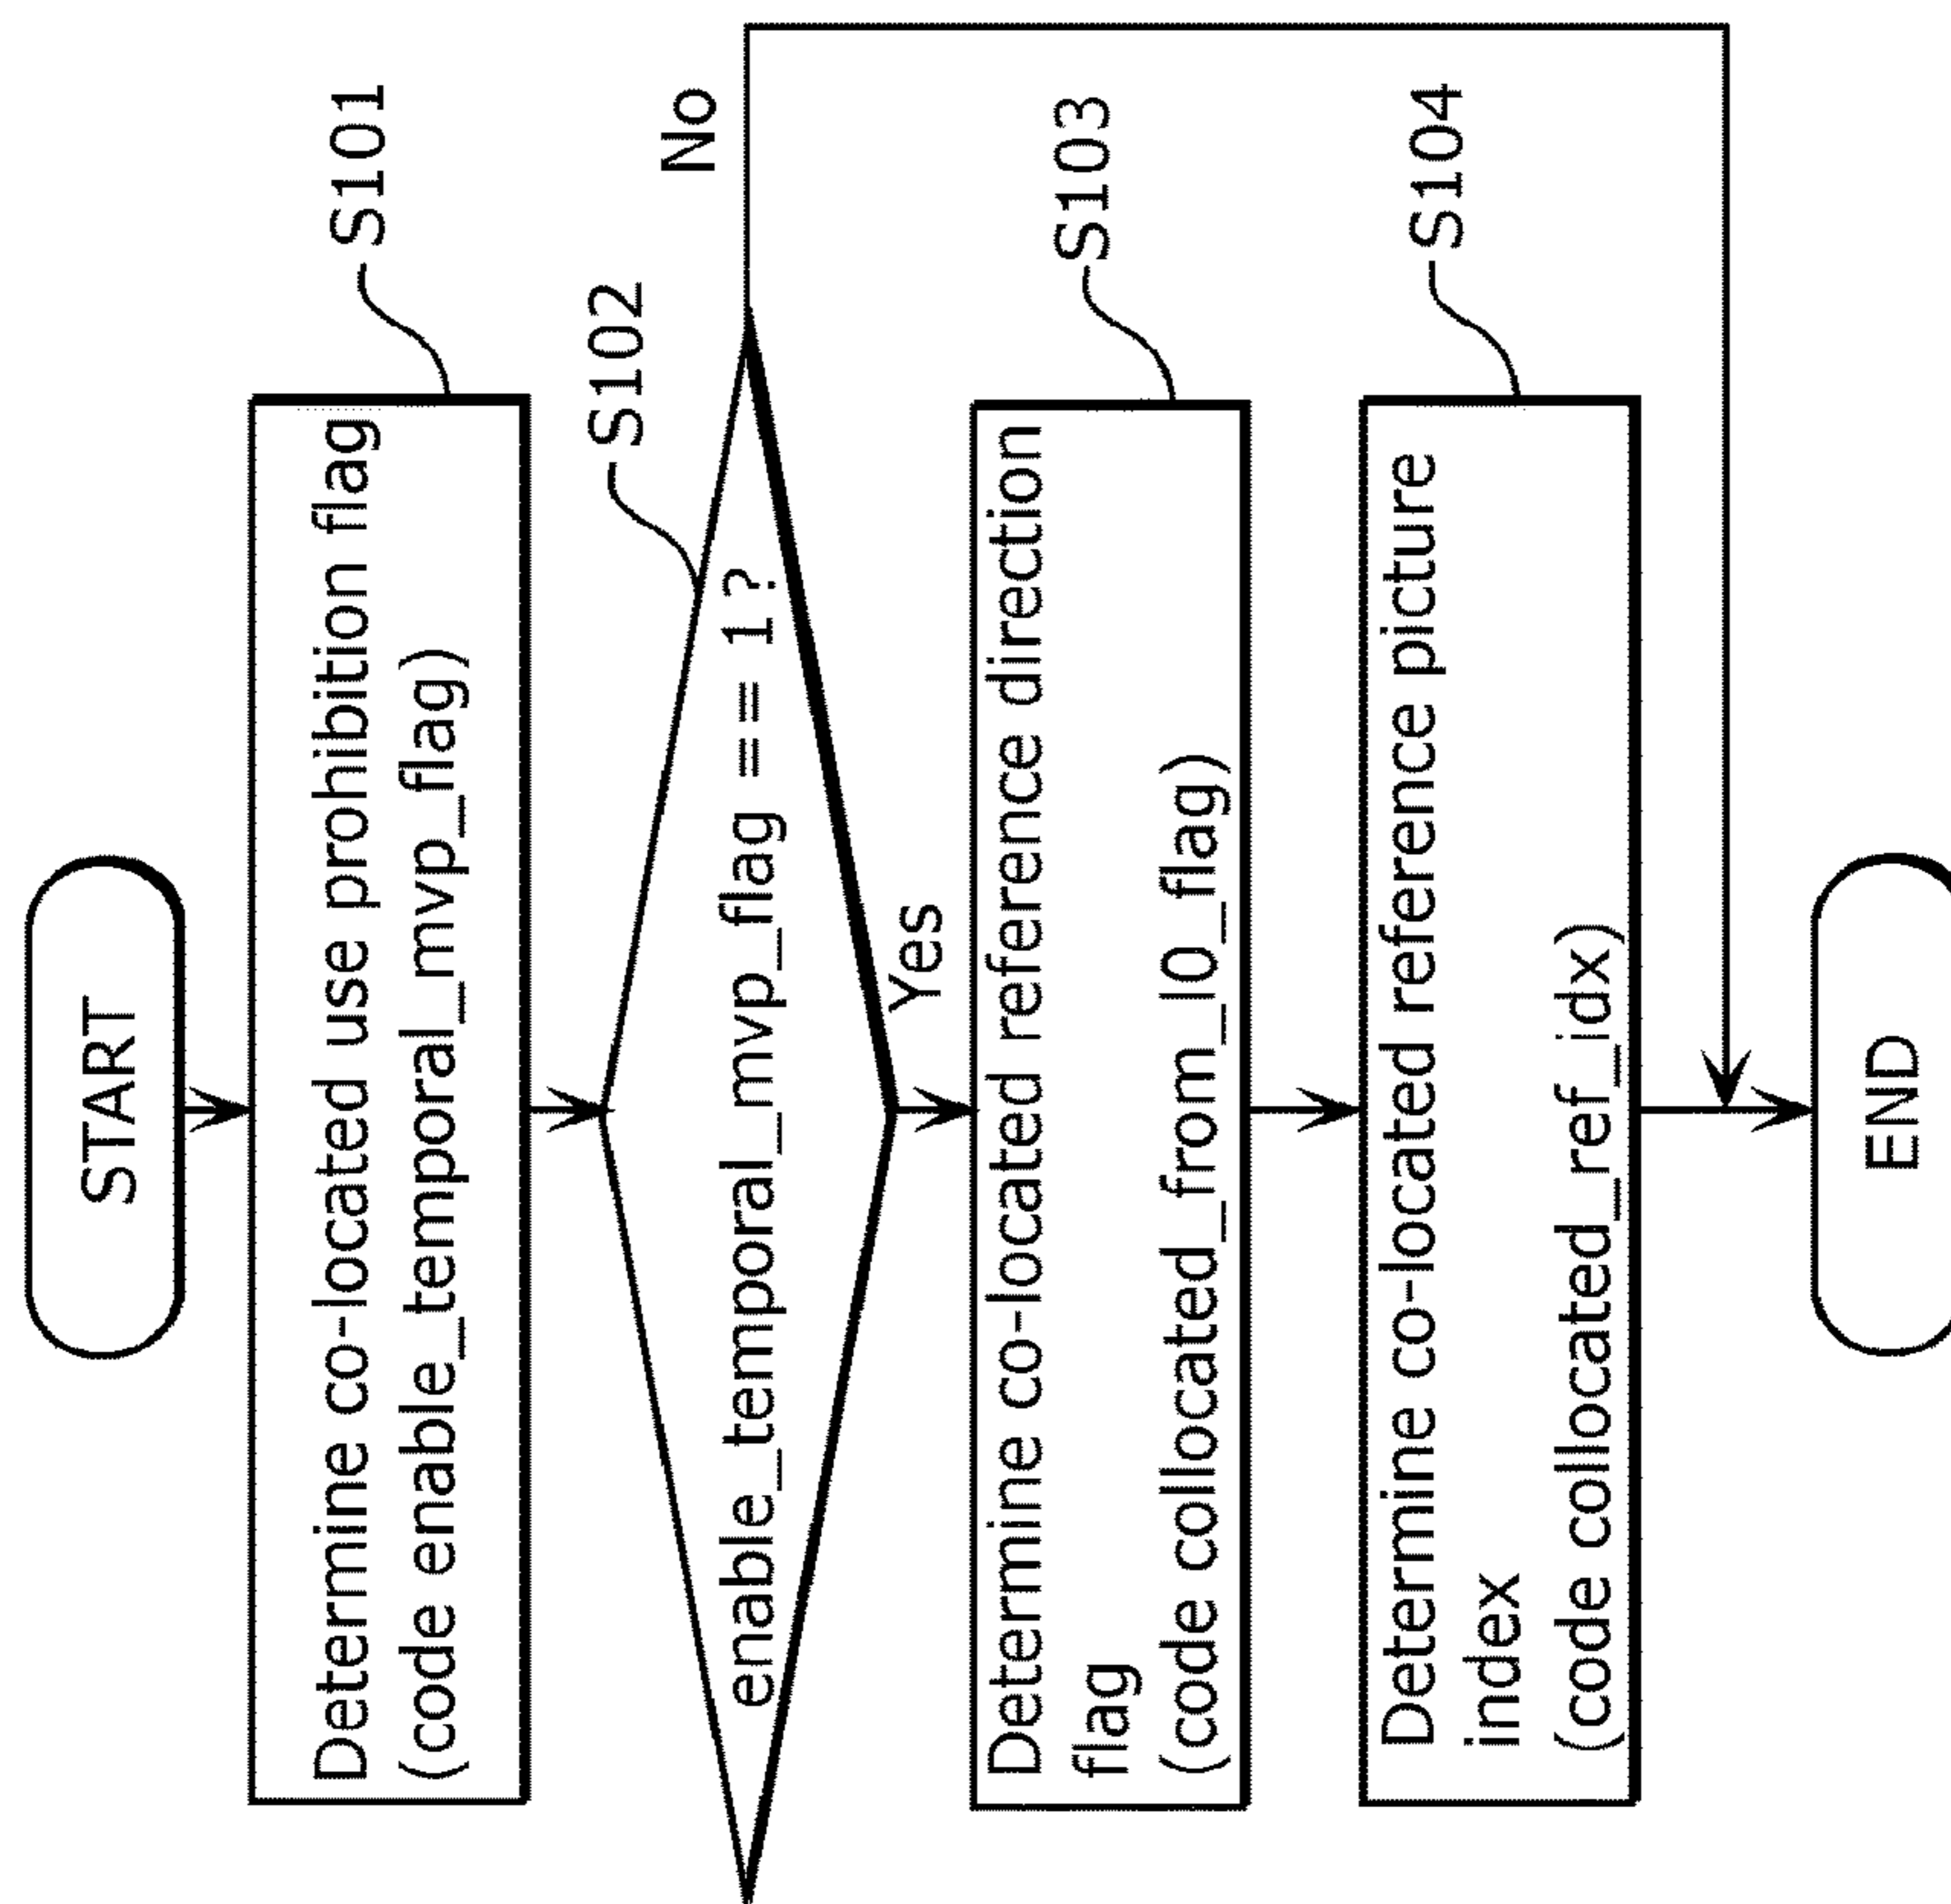 START
Determine co-located use prohibition flag
(code enable_temporal_mvp_flag)
S101
enable_temporal_mvp_flag == 1 ?
S102
No
Yes
Determine co-located reference direction
flag
(code collocated_from_l0_flag)
S103
Determine co-located reference picture
index
(code collocated_ref_idx)
S104
END